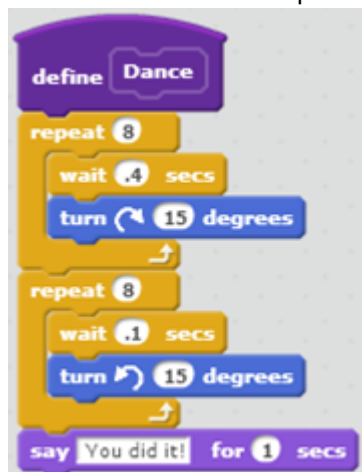 define Dance
repeat 8
wait .4 secs
turn 15 degrees
repeat 8
wait .1 secs
turn 15 degrees
say You did it! for 1 secs